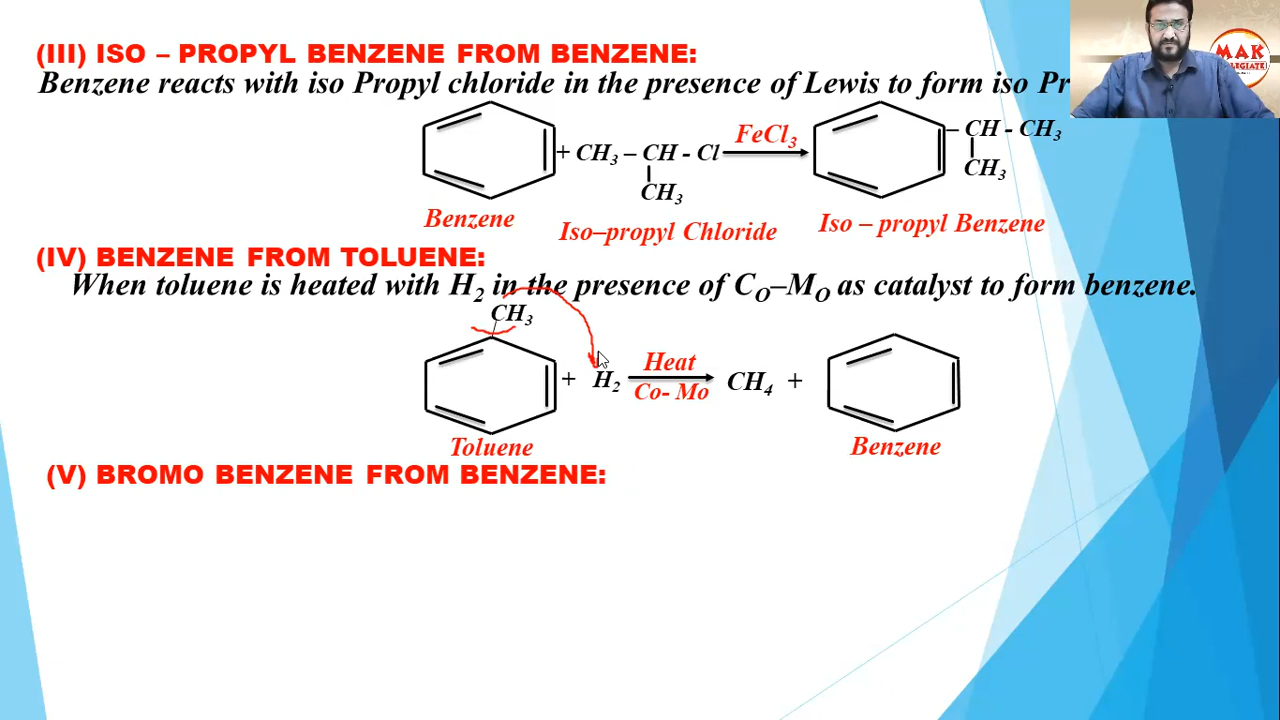 (III) ISO – PROPYL BENZENE FROM BENZENE:
Benzene reacts with iso Propyl chloride in the presence of Lewis to form iso Pr
MAK
+ CH₃ – CH - Cl
FeCl₃
– CH - CH₃
CH₃
CH₃
Benzene
Iso–propyl Chloride
Iso – propyl Benzene
(IV) BENZENE FROM TOLUENE:
When toluene is heated with H₂ in the presence of C₀–M₀ as catalyst to form benzene.
CH₃
+ H₂
Heat
Co- Mo
CH₄ +
Toluene
Benzene
(V) BROMO BENZENE FROM BENZENE: